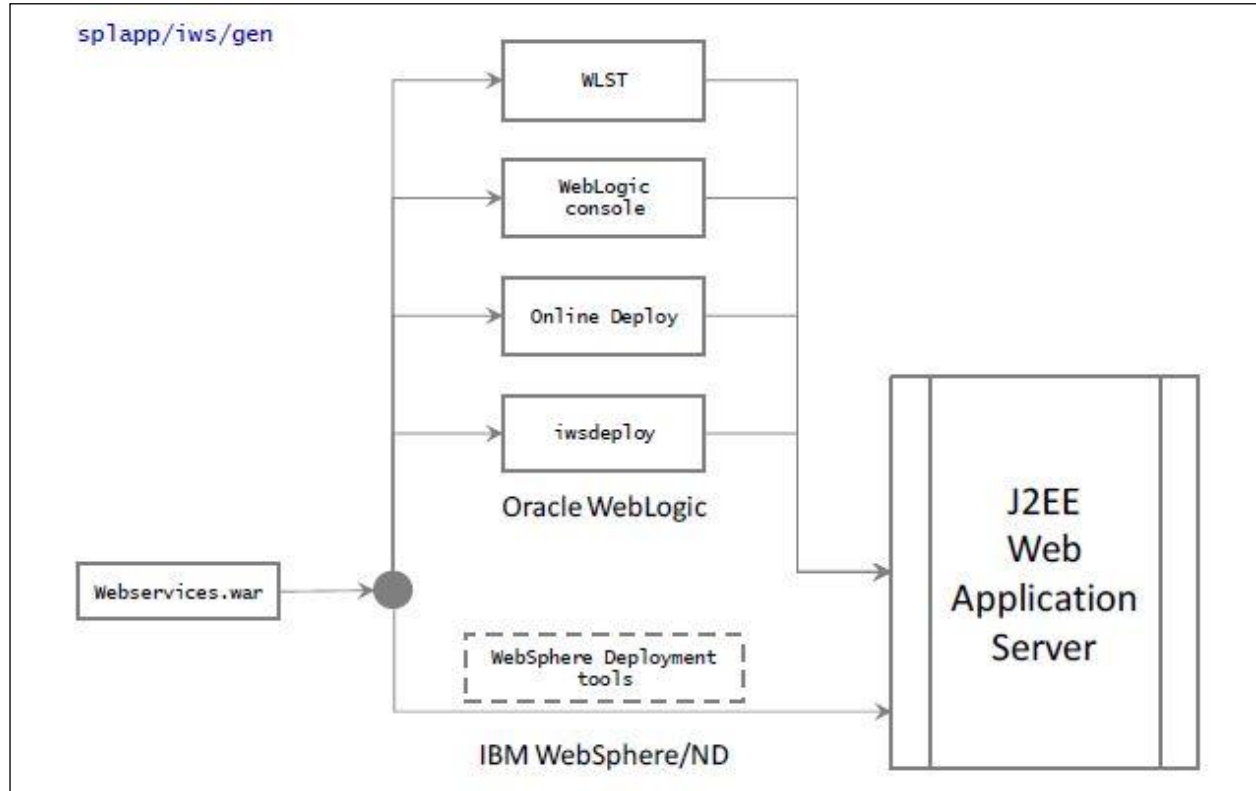 splapp/iws/gen
WLST
WebLogic
console
Online Deploy
iwsdeploy
Oracle WebLogic
Webservices.war
WebSphere Deployment
tools
IBM WebSphere/ND
J2EE
Web
Application
Server